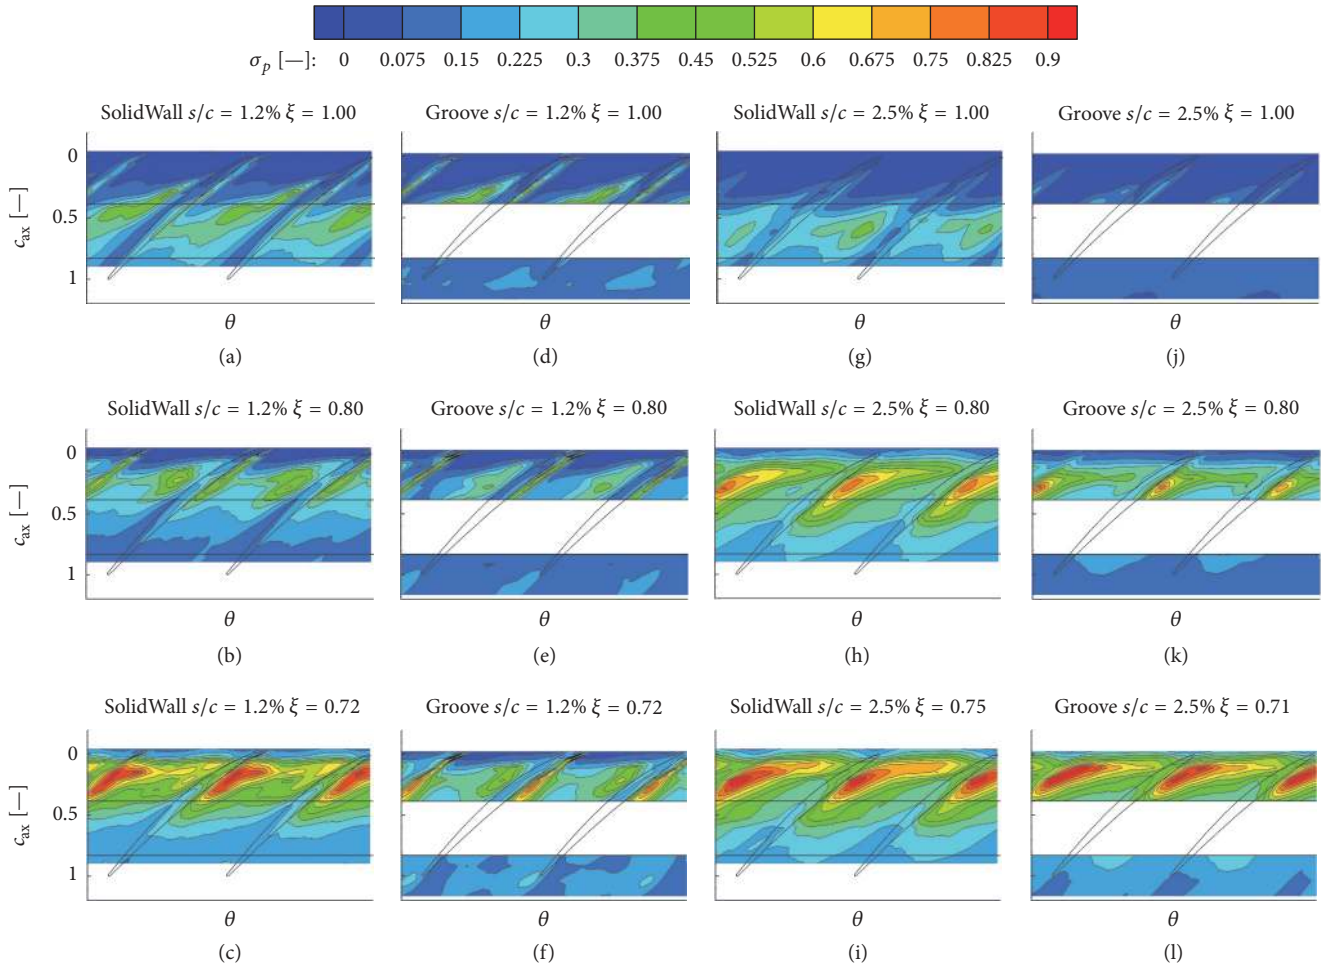 σp [—]: 0 0.075 0.15 0.225 0.3 0.375 0.45 0.525 0.6 0.675 0.75 0.825 0.9
SolidWall s/c = 1.2% ξ = 1.00
Groove s/c = 1.2% ξ = 1.00
SolidWall s/c = 2.5% ξ = 1.00
Groove s/c = 2.5% ξ = 1.00
0
0.5
1
cax [—]
θ
θ
θ
θ
(a)
(d)
(g)
(j)
SolidWall s/c = 1.2% ξ = 0.80
Groove s/c = 1.2% ξ = 0.80
SolidWall s/c = 2.5% ξ = 0.80
Groove s/c = 2.5% ξ = 0.80
0
0.5
1
cax [—]
θ
θ
θ
θ
(b)
(e)
(h)
(k)
SolidWall s/c = 1.2% ξ = 0.72
Groove s/c = 1.2% ξ = 0.72
SolidWall s/c = 2.5% ξ = 0.75
Groove s/c = 2.5% ξ = 0.71
0
0.5
1
cax [—]
θ
θ
θ
θ
(c)
(f)
(i)
(l)